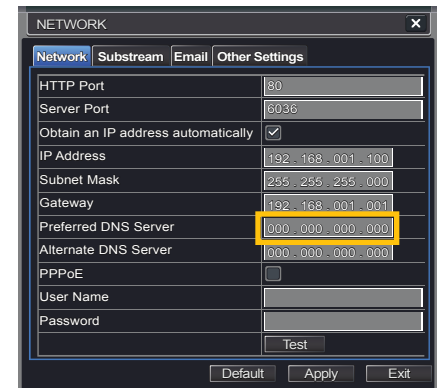 NETWORK X
Network Substream Email Other Settings
HTTP Port 80
Server Port 6036
Obtain an IP address automatically
IP Address 192 . 168 . 001 . 100
Subnet Mask 255 . 255 . 255 . 000
Gateway 192 . 168 . 001 . 001
Preferred DNS Server 000 . 000 . 000 . 000
Alternate DNS Server 000 . 000 . 000 . 000
PPPoE
User Name
Password
Test
Default Apply Exit